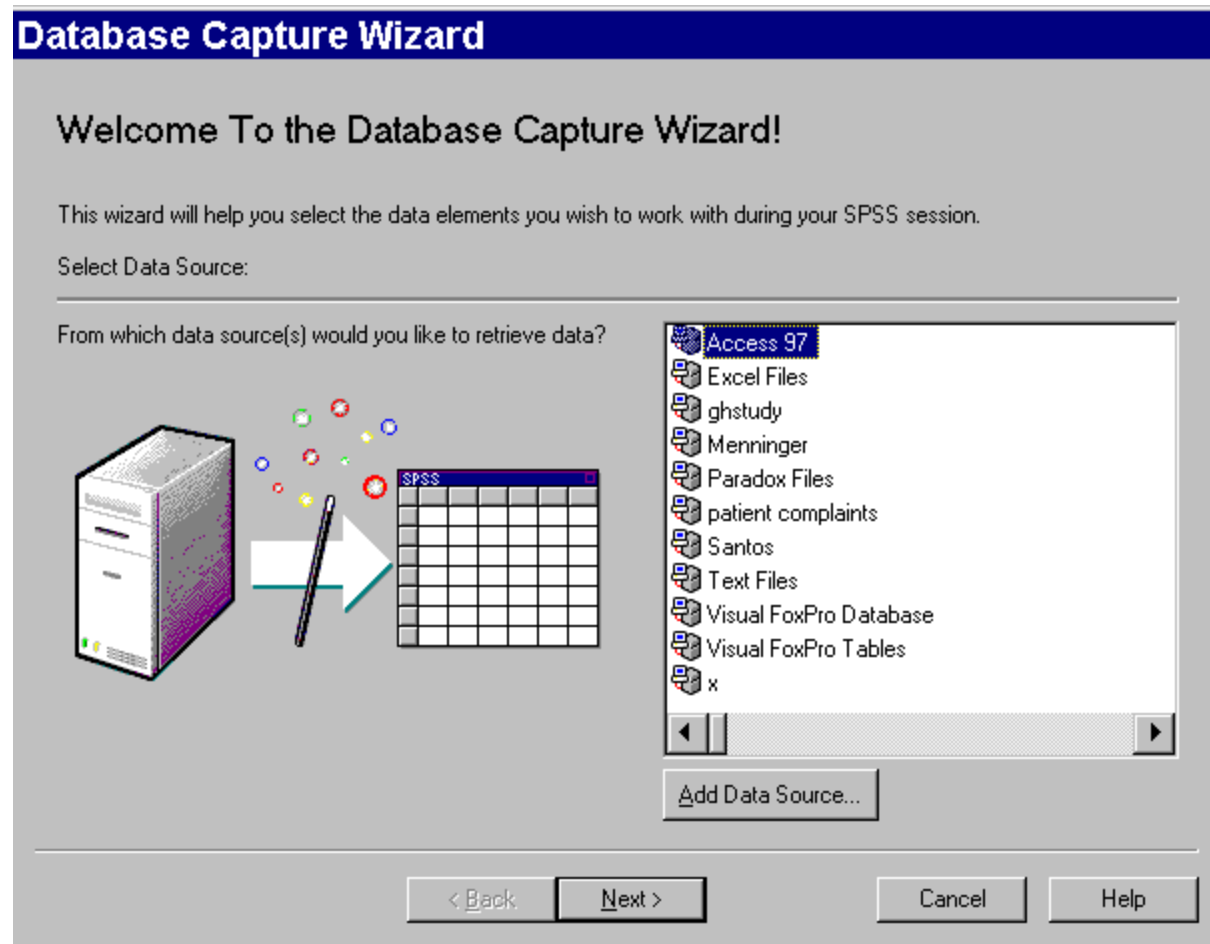 Database Capture Wizard
Welcome To the Database Capture Wizard!
This wizard will help you select the data elements you wish to work with during your SPSS session.
Select Data Source:
From which data source(s) would you like to retrieve data?
SPSS
Access 97
Excel Files
ghstudy
Menninger
Paradox Files
patient complaints
Santos
Text Files
Visual FoxPro Database
Visual FoxPro Tables
x
Add Data Source...
< Back
Next >
Cancel
Help